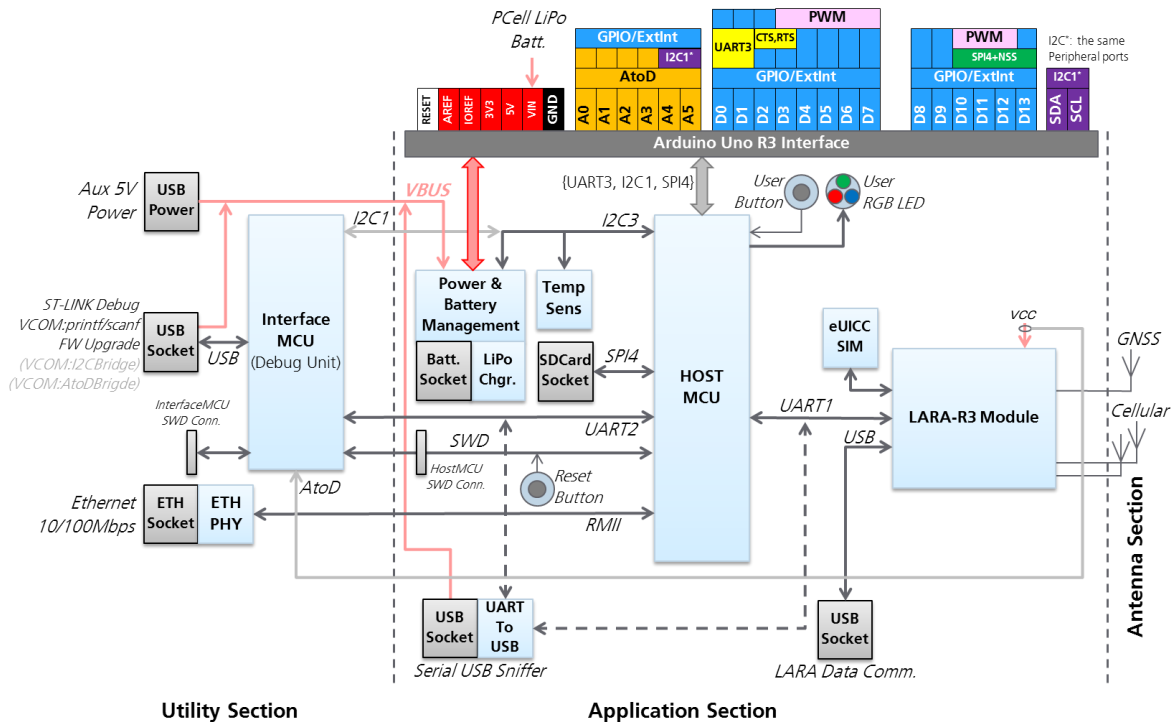 PCell LiPo
Batt.
GPIO/ExtInt
I2C1*
AtoD
PWM
UART3
CTS,RTS
GPIO/ExtInt
PWM
SPI4+NSS
GPIO/ExtInt
I2C*: the same
Peripheral ports
I2C1*
RESET
AREF
IOREF
3V3
5V
VIN
GND
A0
A1
A2
A3
A4
A5
D0
D1
D2
D3
D4
D5
D6
D7
D8
D9
D10
D11
D12
D13
SDA
SCL
Arduino Uno R3 Interface
Aux 5V
Power
USB
Power
VBUS
{UART3, I2C1, SPI4}
User
Button
User
RGB LED
I2C1
I2C3
Power &
Battery
Management
Temp
Sens
ST-LINK Debug
VCOM:printf/scanf
FW Upgrade
(VCOM:I2CBridge)
(VCOM:AtoDBrigde)
USB
Socket
USB
Interface
MCU
(Debug Unit)
Batt.
Socket
LiPo
Chgr.
SDCard
Socket
SPI4
HOST
MCU
eUICC
SIM
vcc
GNSS
Cellular
LARA-R3 Module
UART1
USB
InterfaceMCU
SWD Conn.
UART2
SWD
HostMCU
SWD Conn.
Reset
Button
AtoD
Ethernet
10/100Mbps
ETH
Socket
ETH
PHY
RMII
USB
Socket
UART
To
USB
Serial USB Sniffer
USB
Socket
LARA Data Comm.
Antenna Section
Utility Section
Application Section